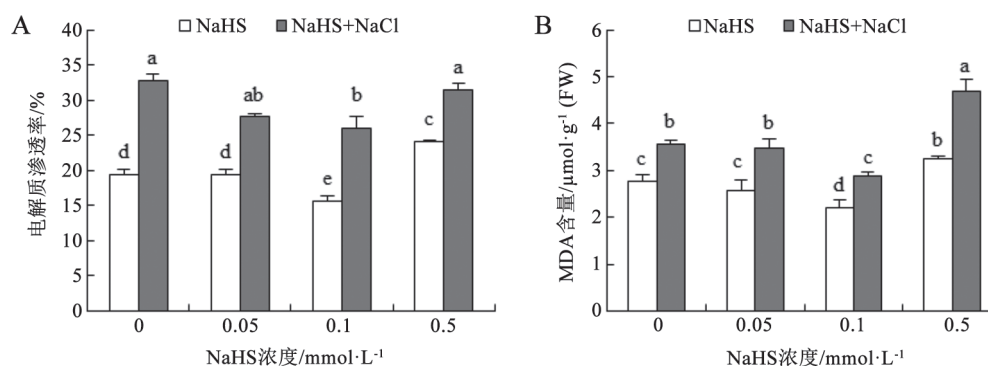 A
NaHS NaHS+NaCl
电解质渗透率/%
40
35
30
25
20
15
10
5
0
d a d ab e b c a
0 0.05 0.1 0.5
NaHS浓度/mmol·L-1
B
NaHS NaHS+NaCl
MDA含量/μmol·g-1 (FW)
6
5
4
3
2
1
0
c b c b d c b a
0 0.05 0.1 0.5
NaHS浓度/mmol·L-1